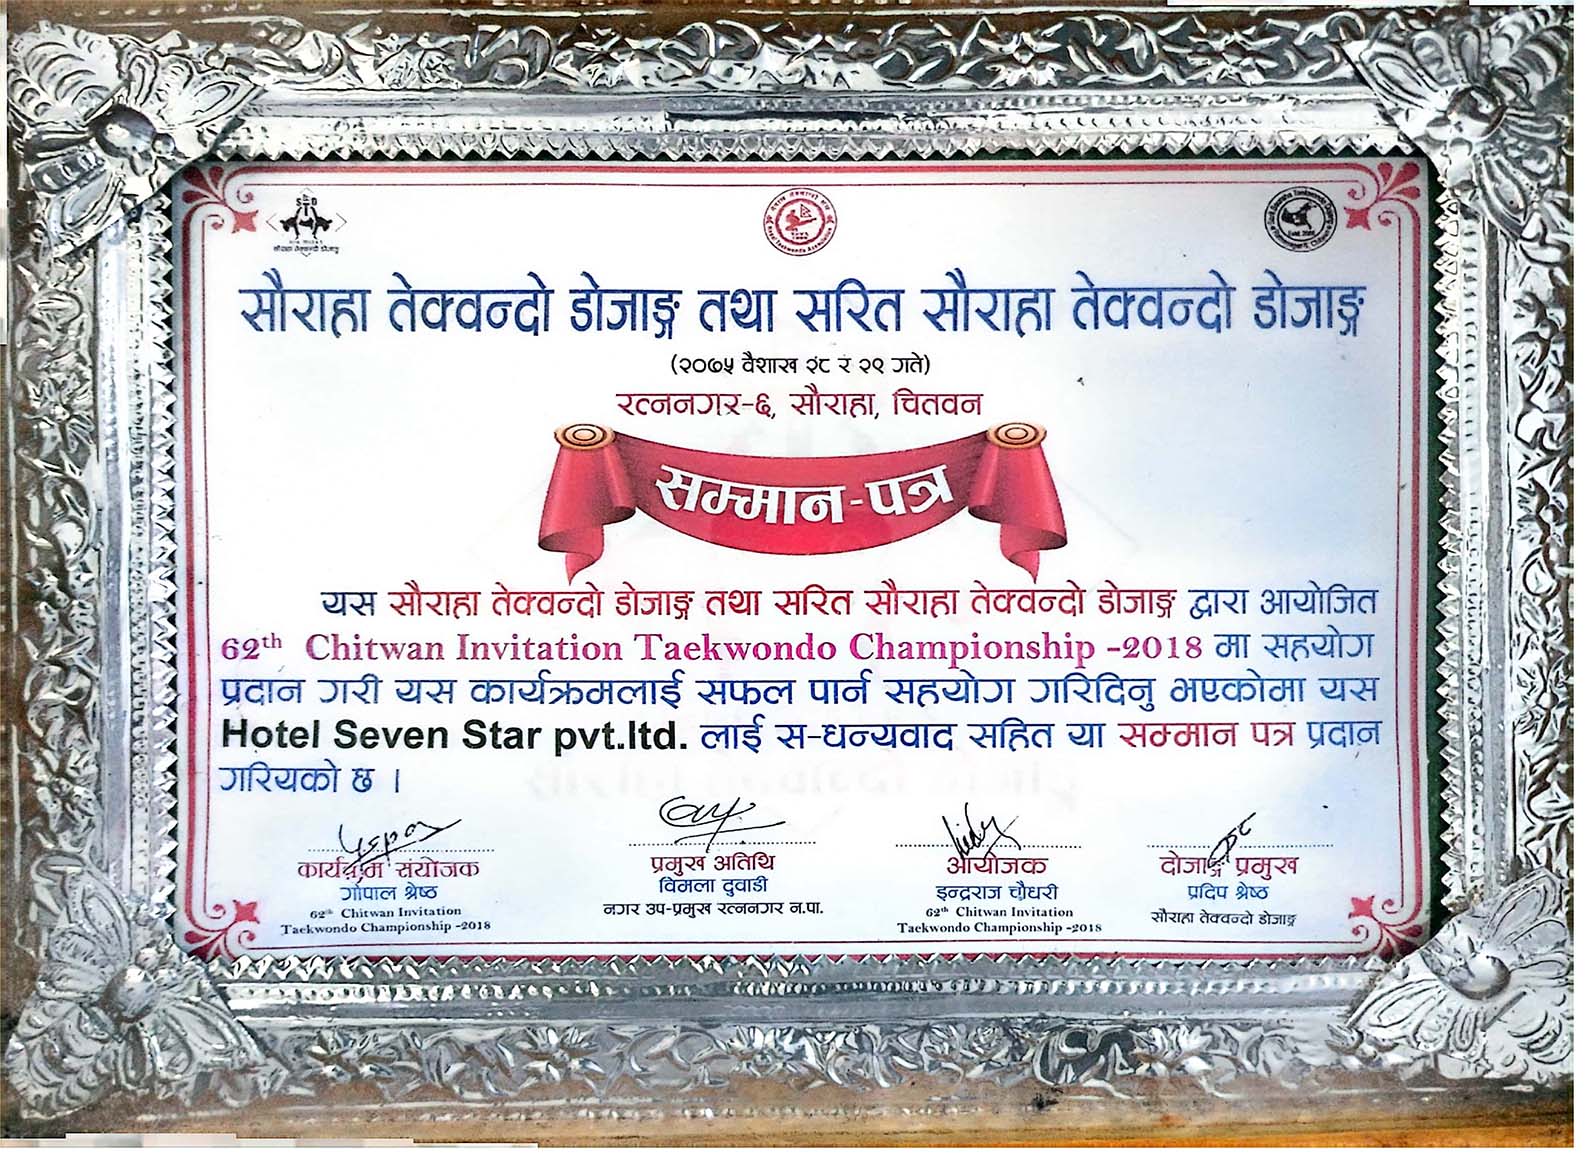 STD
सौराहा तेक्वान्दो डोजाङ्ग
सौराहा तेक्वन्दो डोजाङ्ग तथा सरित सौराहा तेक्वन्दो डोजाङ्ग
(२०७५ वैशाख २८ र २९ गते)
रत्ननगर-६, सौराहा, चितवन
सम्मान-पत्र
यस सौराहा तेक्वन्दो डोजाङ्ग तथा सरित सौराहा तेक्वन्दो डोजाङ्ग द्वारा आयोजित
62th Chitwan Invitation Taekwondo Championship -2018 मा सहयोग
प्रदान गरी यस कार्यक्रमलाई सफल पार्न सहयोग गरिदिनु भएकोमा यस
Hotel Seven Star pvt.ltd. लाई स-धन्यवाद सहित या सम्मान पत्र प्रदान
गरियको छ ।
कार्यक्रम संयोजक
गोपाल श्रेष्ठ
62th Chitwan Invitation
Taekwondo Championship -2018
प्रमुख अतिथि
विमला दुवाडी
नगर उप-प्रमुख रत्ननगर न.पा.
आयोजक
इन्द्रराज चौधरी
62th Chitwan Invitation
Taekwondo Championship -2018
दोजाङ्ग प्रमुख
प्रदिप श्रेष्ठ
सौराहा तेक्वन्दो डोजाङ्ग